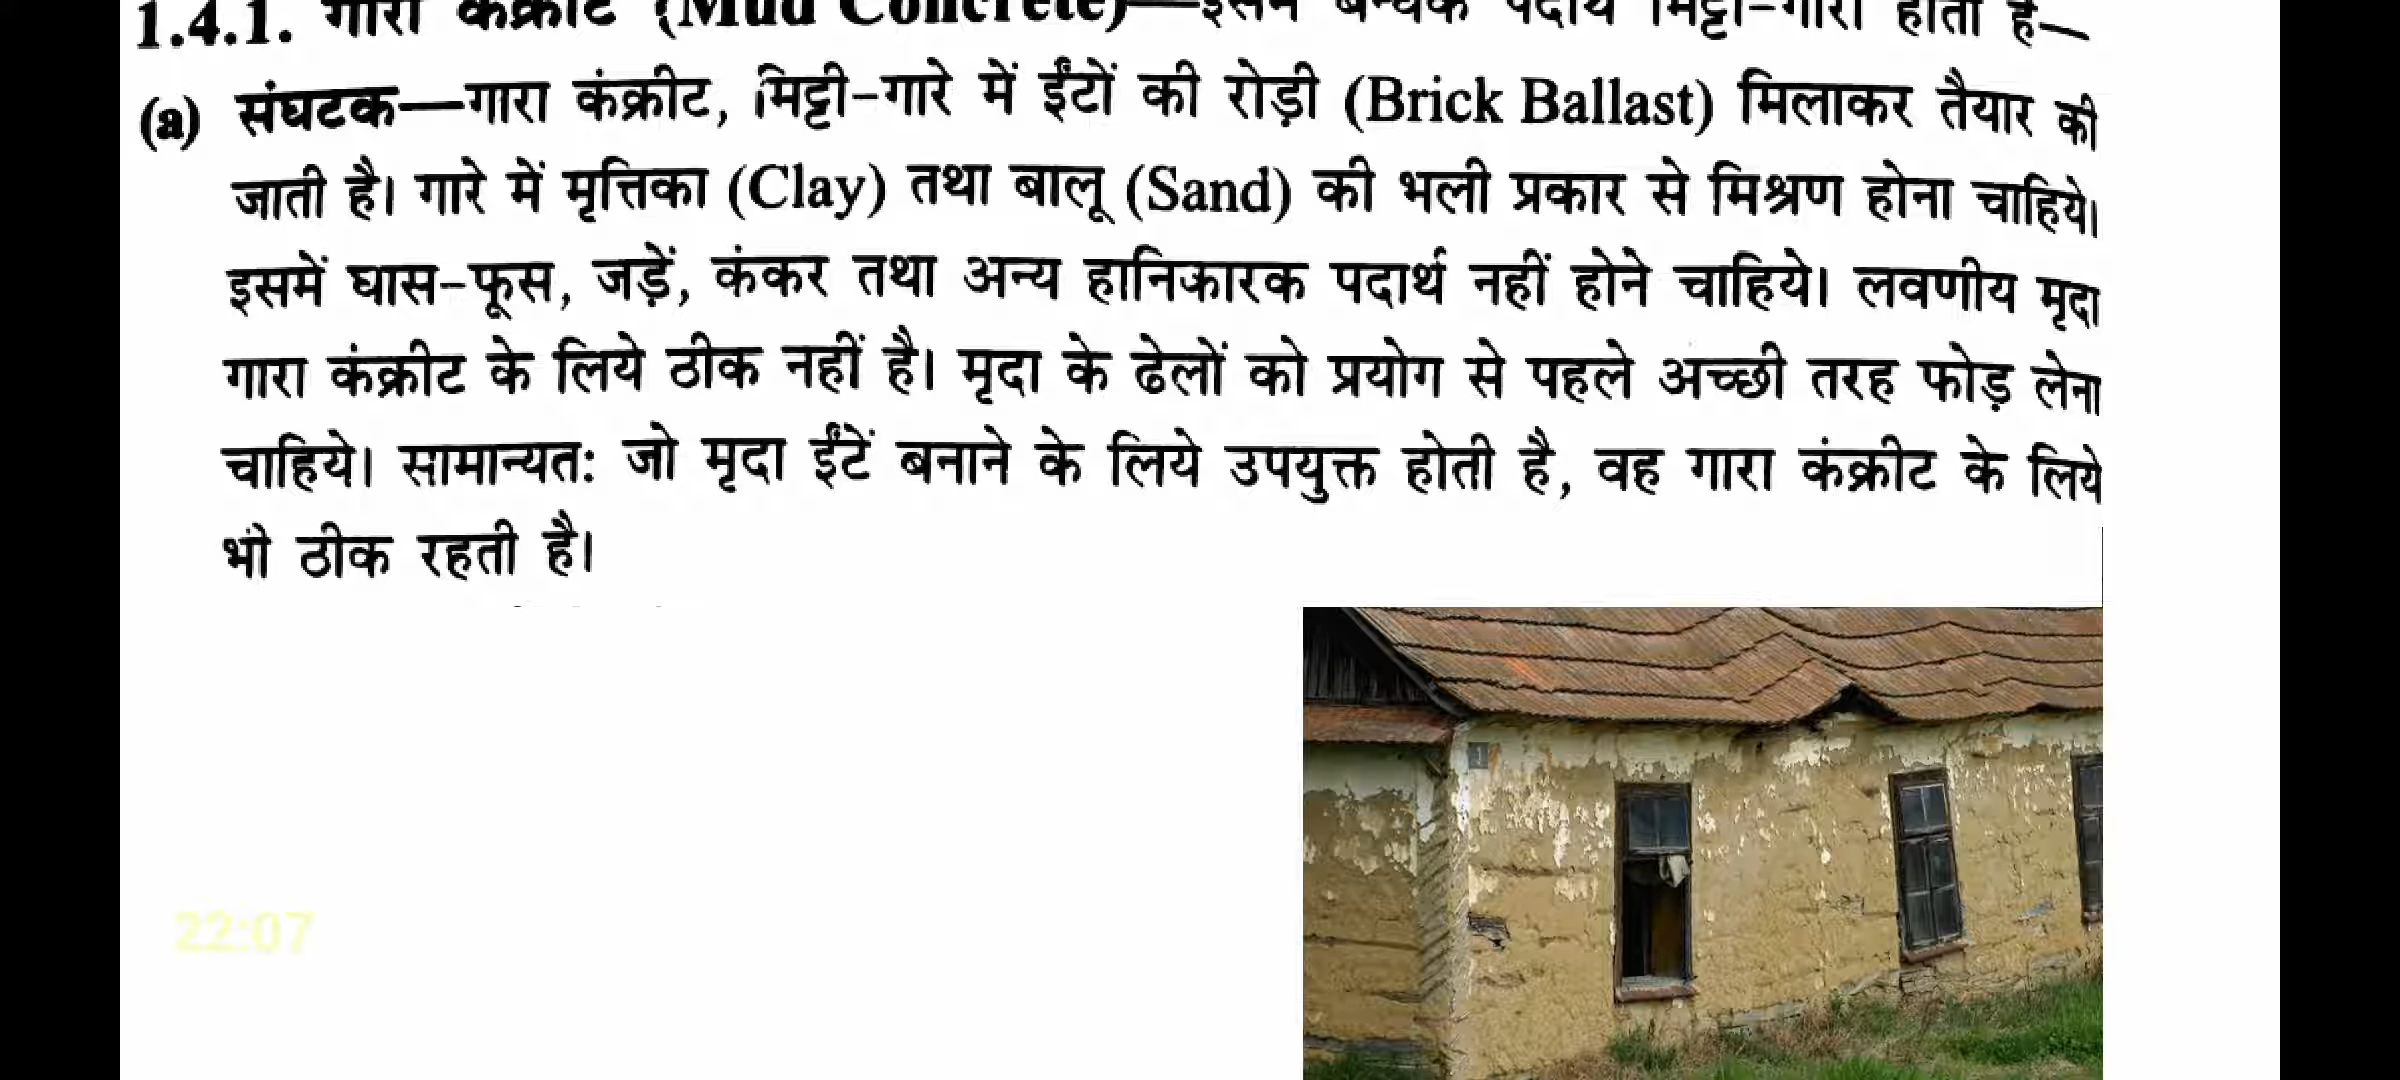 1.4.1. गारा कंक्रीट (Mud Concrete)—इसमें बन्धक पदार्थ मिट्टी-गारा होता है—
(a) संघटक—गारा कंक्रीट, मिट्टी-गारे में ईंटों की रोड़ी (Brick Ballast) मिलाकर तैयार की
जाती है। गारे में मृत्तिका (Clay) तथा बालू (Sand) की भली प्रकार से मिश्रण होना चाहिये।
इसमें घास-फूस, जड़ें, कंकर तथा अन्य हानिकारक पदार्थ नहीं होने चाहिये। लवणीय मृदा
गारा कंक्रीट के लिये ठीक नहीं है। मृदा के ढेलों को प्रयोग से पहले अच्छी तरह फोड़ लेना
चाहिये। सामान्यत: जो मृदा ईंटें बनाने के लिये उपयुक्त होती है, वह गारा कंक्रीट के लिये
भी ठीक रहती है।
1
22:07